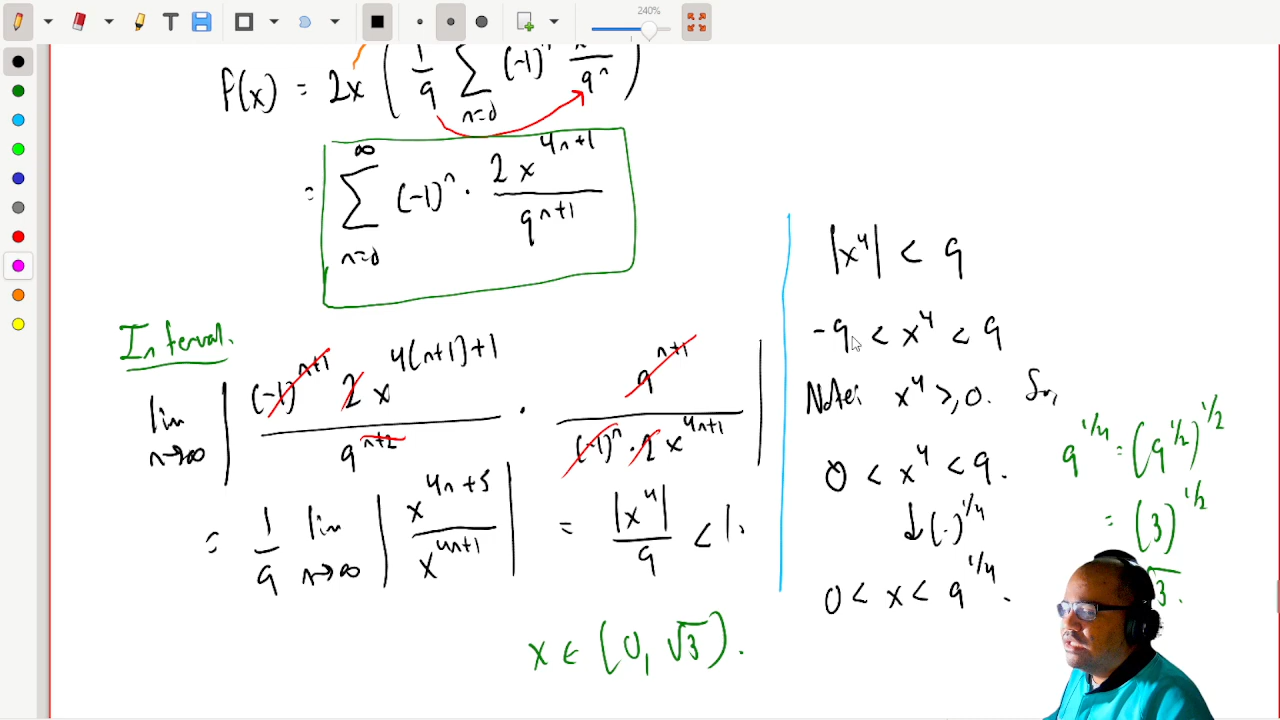 240%
f(x) = 2x ( 1/9 ∑ n=0 (-1)^n /9^n )
= ∞ ∑ n=0 (-1)^n · 2x^{4n+1} / 9^{n+1}
Interval.
lim n→∞ | (-1)^{n+1} 2 x^{4(n+1)+1} / 9^{n+2} · 9^{n+1} / (-1)^n · 2 x^{4n+1} |
= 1/9 lim n→∞ | x^{4n+5} / x^{4n+1} | = |x^4| / 9 < 1.
x ∈ (0, √3).
|x^4| < 9
-9 < x^4 < 9
Note: x^4 ≥ 0. So,
0 < x^4 < 9.
↓ (·)^{1/4}
0 < x < 9^{1/4}.
9^{1/4} = (9^{1/2})^{1/2}
= (3)^{1/2}
√3.